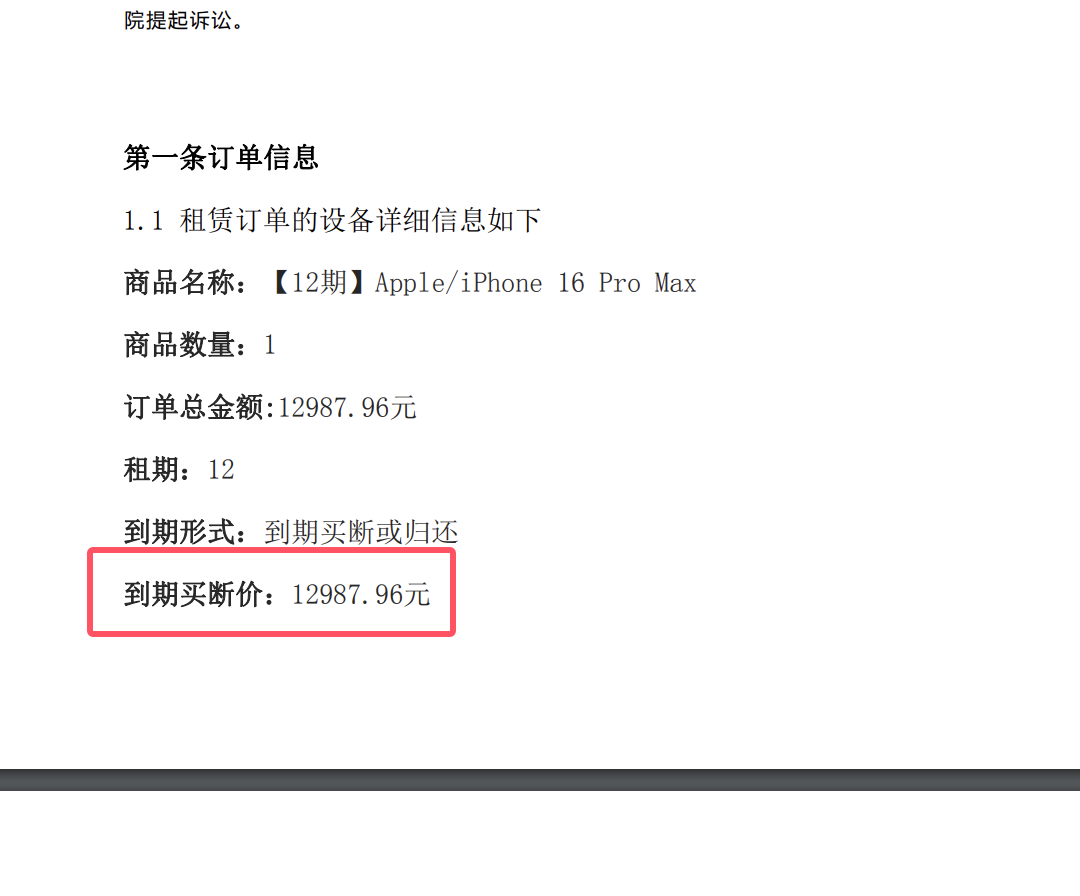 院提起诉讼。
第一条订单信息
1.1 租赁订单的设备详细信息如下
商品名称：【12期】Apple/iPhone 16 Pro Max
商品数量：1
订单总金额:12987.96元
租期：12
到期形式：到期买断或归还
到期买断价：12987.96元